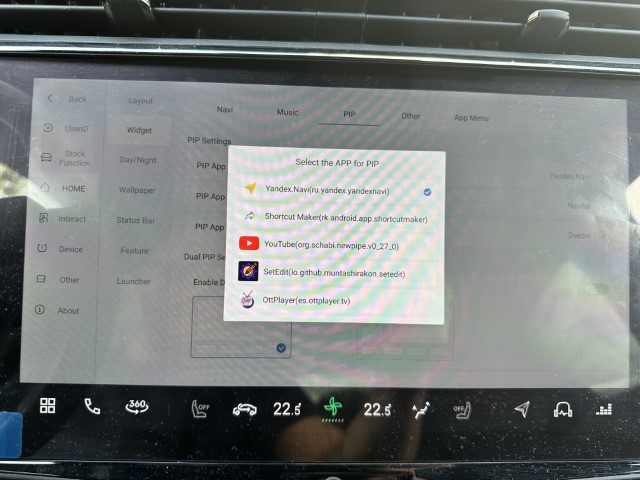 Back
Layout
Navi
Music
PIP
Other
App Menu
Users0
Widget
PIP Settings
Stock
Function
Day/Night
PIP App
Select the APP for PIP
Yandex.Navi(ru.yandex.yandexnavi)
Yandex.Navi
HOME
Wallpaper
PIP App
Shortcut Maker(rk.android.app.shortcutmaker)
Interact
Status Bar
PIP App
YouTube(org.schabi.newpipe.v0_27_0)
Device
Feature
Dual PIP Se
SetEdit(io.github.muntashirakon.setedit)
Other
Launcher
Enable D
OttPlayer(es.ottplayer.tv)
About
360
OFF
22.5
22.5
OFF